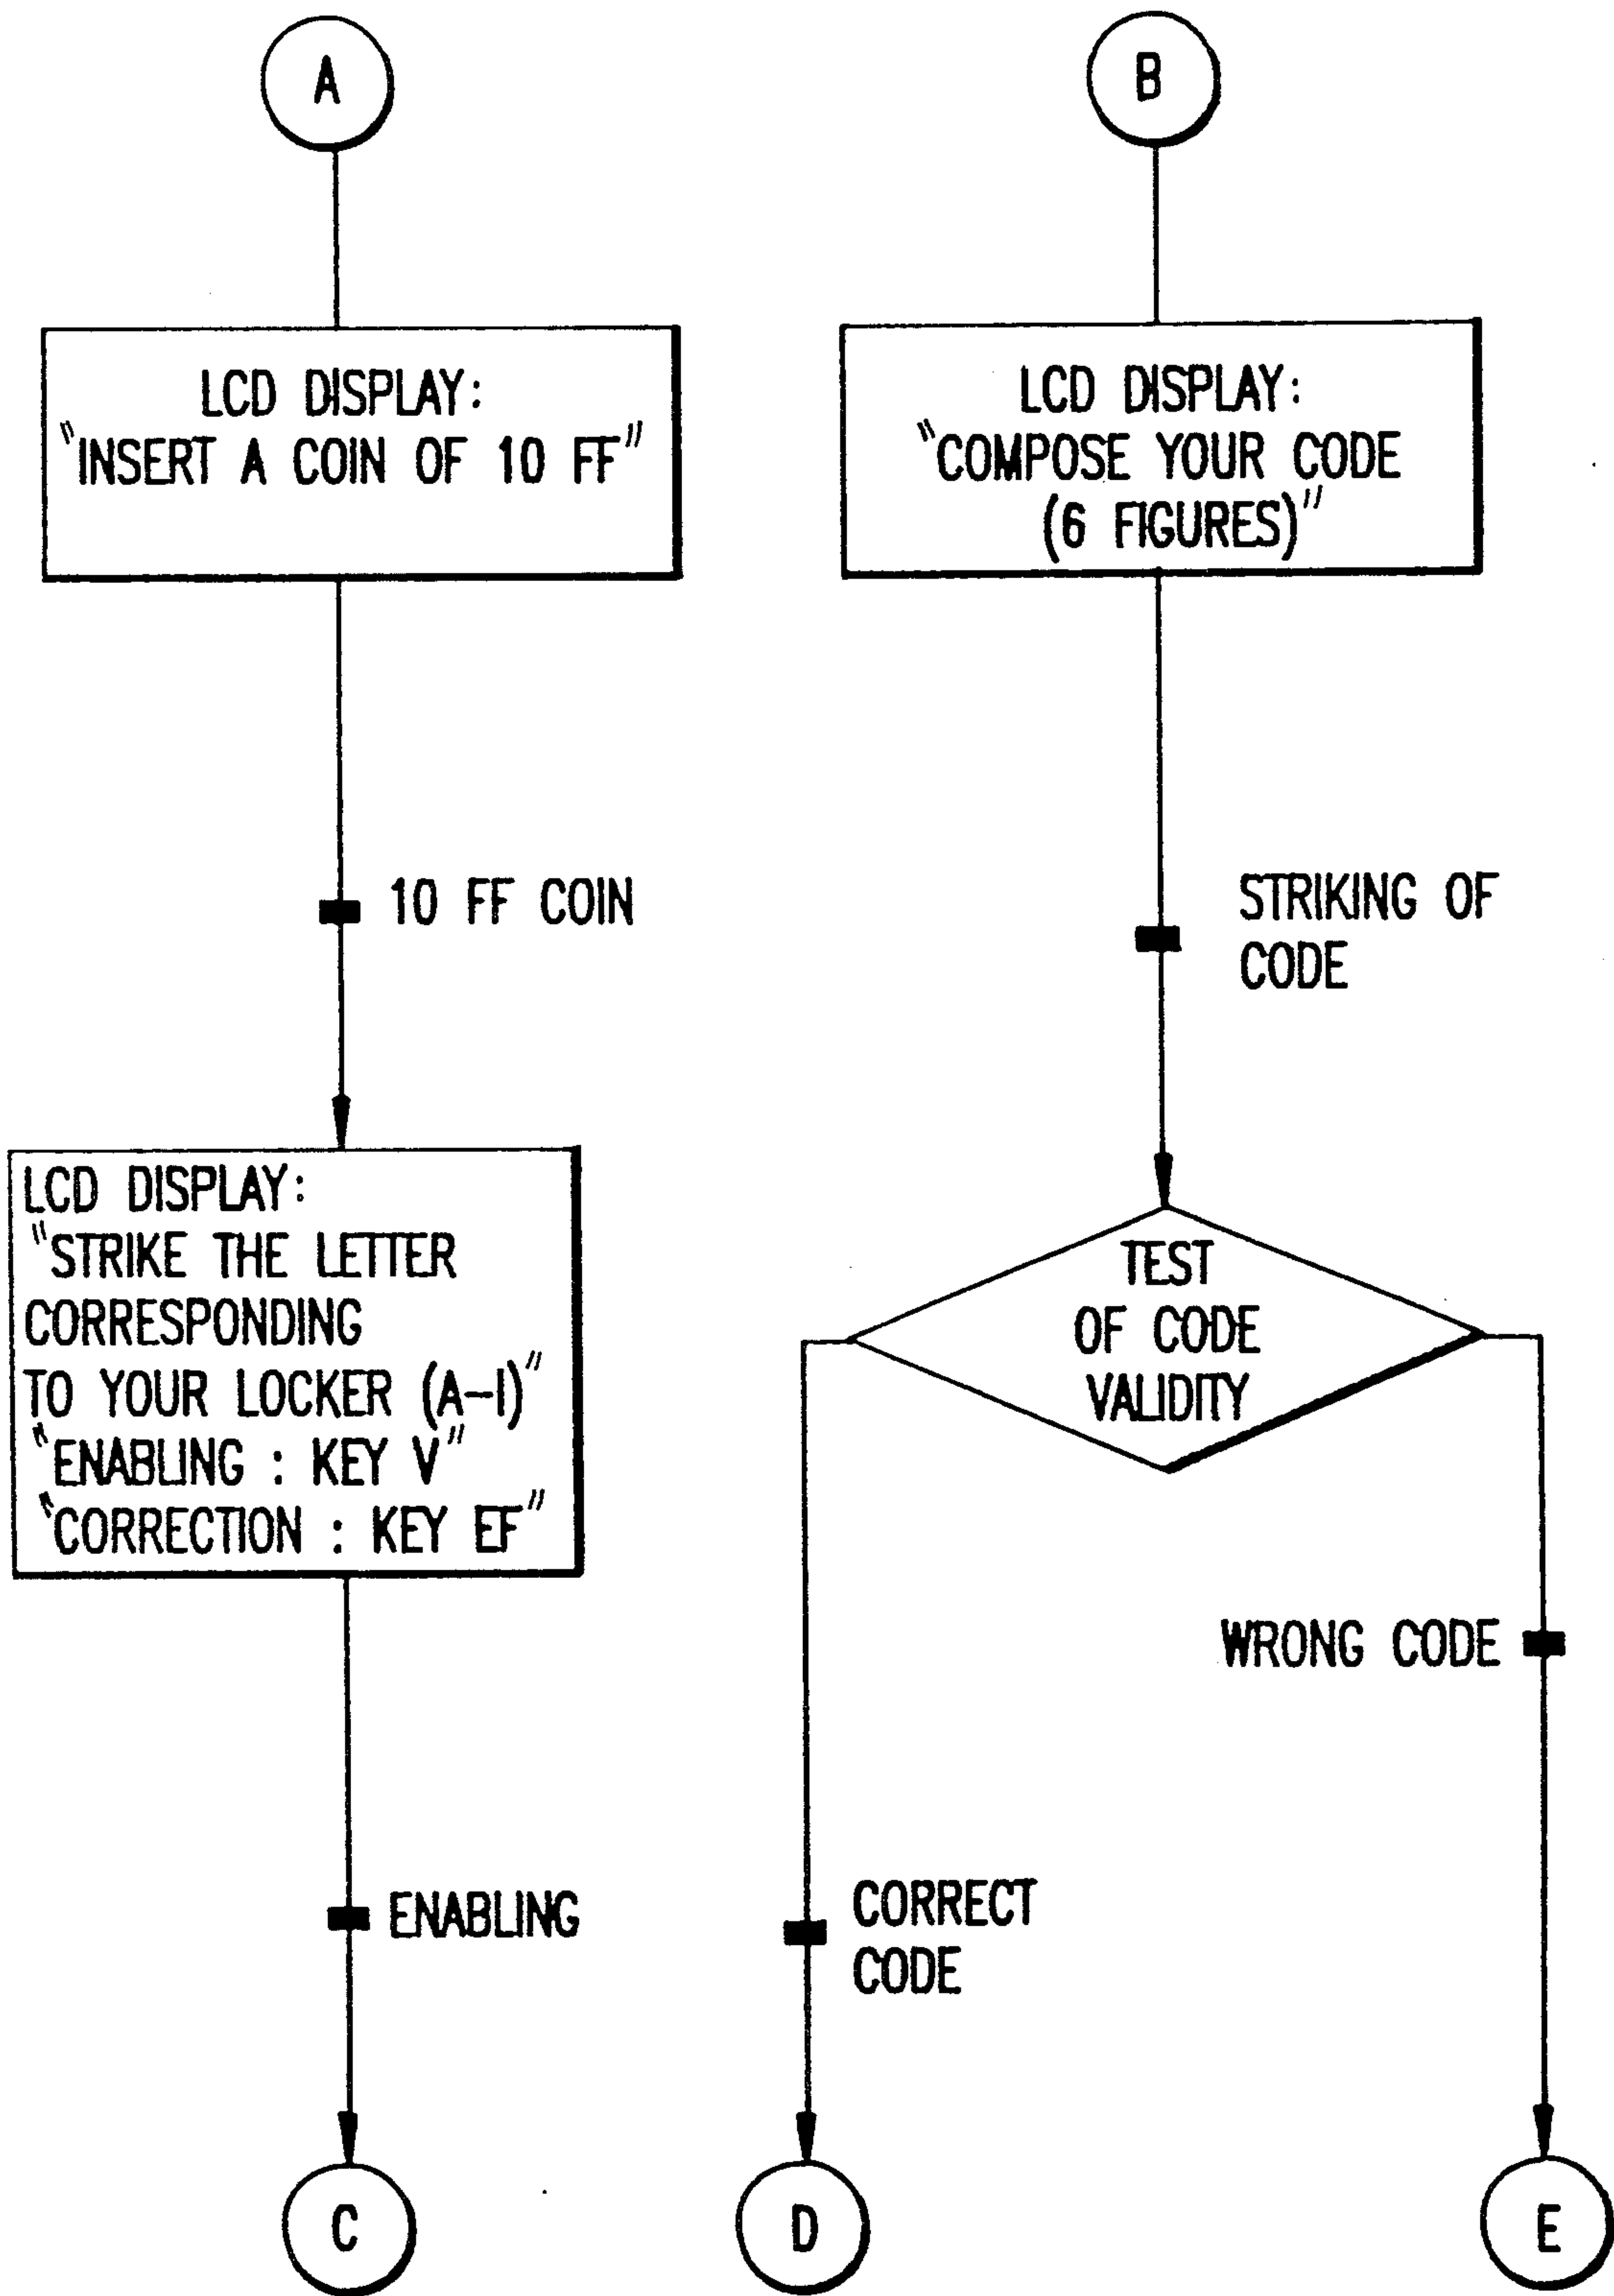 A
LCD DISPLAY:
"INSERT A COIN OF 10 FF"
10 FF COIN
LCD DISPLAY:
"STRIKE THE LETTER
CORRESPONDING
TO YOUR LOCKER (A-I)"
"ENABLING : KEY V"
"CORRECTION : KEY EF"
ENABLING
C
B
LCD DISPLAY:
"COMPOSE YOUR CODE
(6 FIGURES)"
STRIKING OF
CODE
TEST
OF CODE
VALIDITY
WRONG CODE
CORRECT
CODE
D
E